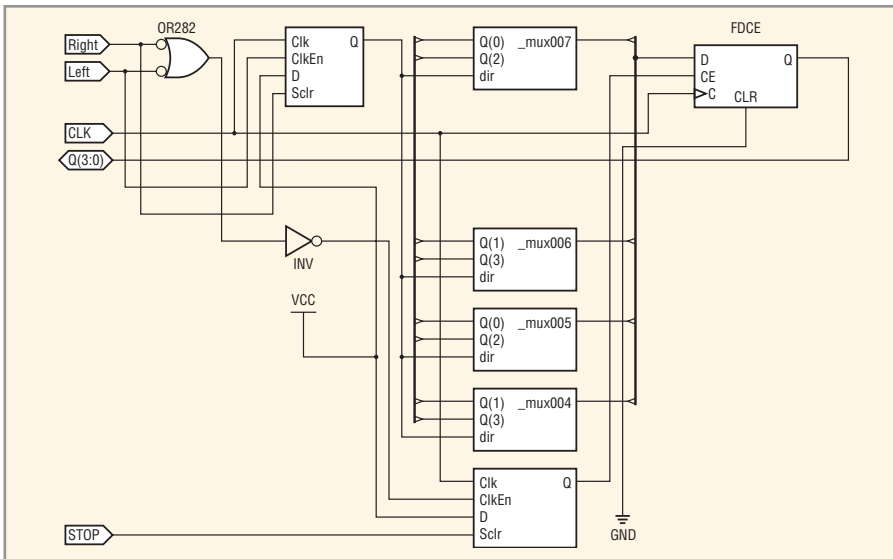 OR282
FDCE
Right
Left
CLK
Q(3:0)
STOP
Clk
ClkEn
D
Sclr
Q
Q(0)
Q(2)
dir
_mux007
D
CE
C
Q
CLR
INV
VCC
Q(1)
Q(3)
dir
_mux006
Q(0)
Q(2)
dir
_mux005
Q(1)
Q(3)
dir
_mux004
Clk
ClkEn
D
Sclr
Q
GND